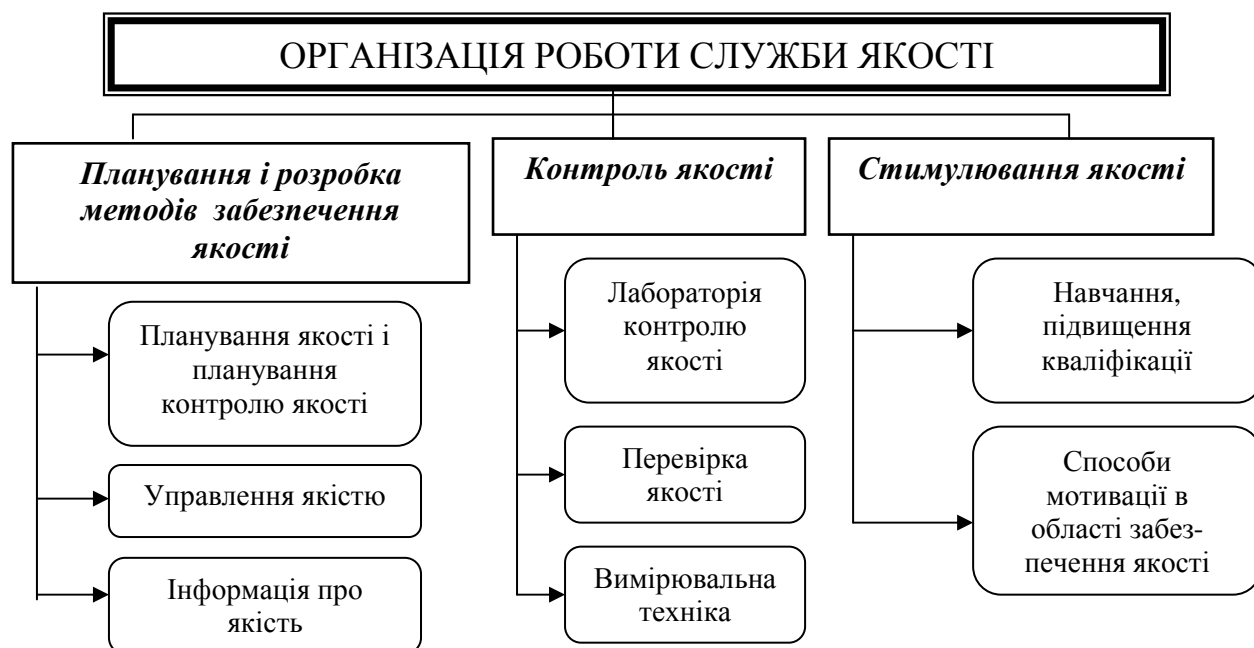 ОРГАНІЗАЦІЯ РОБОТИ СЛУЖБИ ЯКОСТІ
Планування і розробка
методів забезпечення
якості
Планування якості і
планування
контролю якості
Управління якістю
Інформація про
якість
Контроль якості
Лабораторія
контролю
якості
Перевірка
якості
Вимірювальна
техніка
Стимулювання якості
Навчання,
підвищення
кваліфікації
Способи
мотивації в
області забез-
печення якості